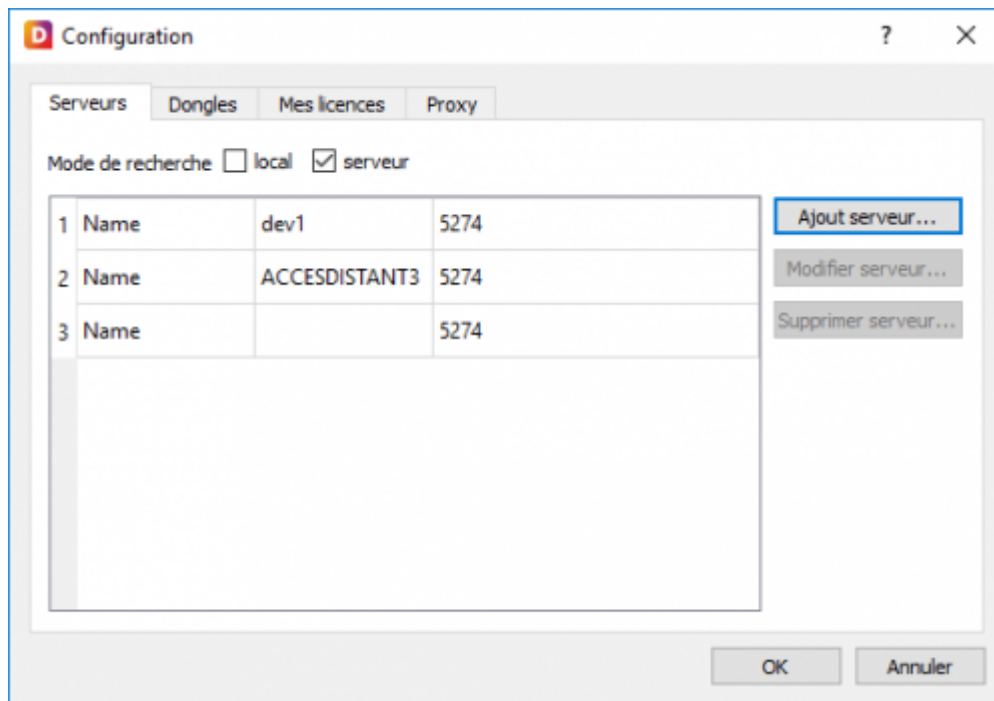 D Configuration ?
Serveurs Dongles Mes licences Proxy
Mode de recherche local serveur
1 Name dev1 5274 Ajout serveur...
2 Name ACCESDISTANT3 5274 Modifier serveur...
3 Name 5274 Supprimer serveur...
OK Annuler